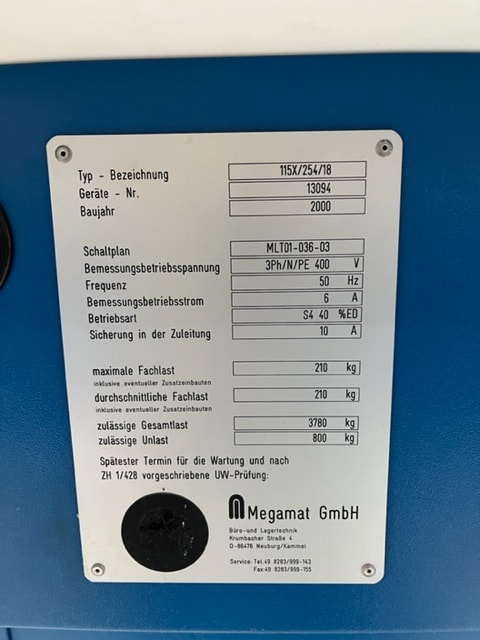 Typ - Bezeichnung 115X/254/18
Geräte - Nr. 13094
Baujahr 2000
Schaltplan MLT01-036-03
Bemessungsbetriebsspannung 3Ph/N/PE 400 V
Frequenz 50 Hz
Bemessungsbetriebsstrom 6 A
Betriebsart S4 40 %ED
Sicherung in der Zuleitung 10 A
maximale Fachlast 210 kg
inklusive eventueller Zusatzeinbauten
durchschnittliche Fachlast 210 kg
inklusive eventueller Zusatzeinbauten
zulässige Gesamtlast 3780 kg
zulässige Unlast 800 kg
Spätester Termin für die Wartung und nach
ZH 1/428 vorgeschriebene UVV-Prüfung:
Megamat GmbH
Büro-und Lagertechnik
Krumbacher Straße 4
D-86476 Neuburg/Kammel
Service: Tel.49 8283/999-143
Fax.49 8283/999-155